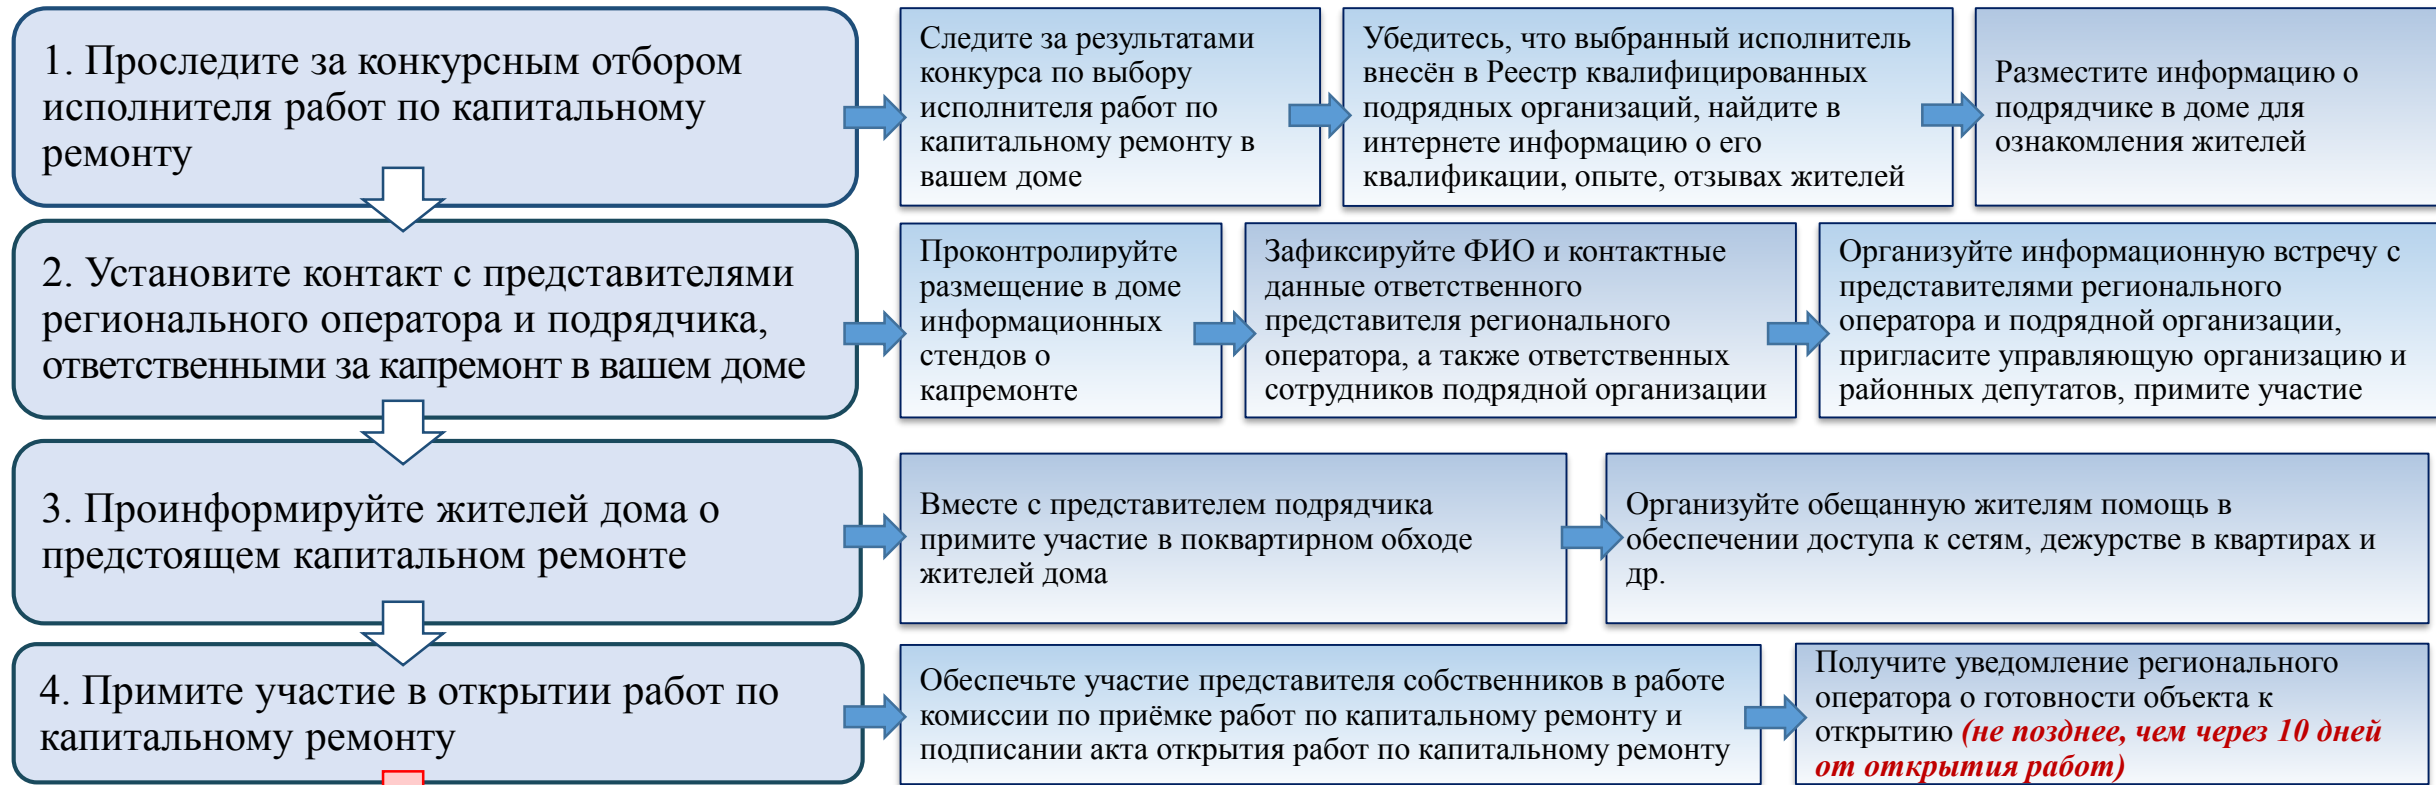 1. Проследите за конкурсным отбором
исполнителя работ по капитальному
ремонту
Следите за результатами
конкурса по выбору
исполнителя работ по
капитальному ремонту в
вашем доме
Убедитесь, что выбранный исполнитель
внесён в Реестр квалифицированных
подрядных организаций, найдите в
интернете информацию о его
квалификации, опыте, отзывах жителей
Разместите информацию о
подрядчике в доме для
ознакомления жителей
2. Установите контакт с представителями
регионального оператора и подрядчика,
ответственными за капремонт в вашем доме
Проконтролируйте
размещение в доме
информационных
стендов о
капремонте
Зафиксируйте ФИО и контактные
данные ответственного
представителя регионального
оператора, а также ответственных
сотрудников подрядной организации
Организуйте информационную встречу с
представителями регионального
оператора и подрядной организации,
пригласите управляющую организацию и
районных депутатов, примите участие
3. Проинформируйте жителей дома о
предстоящем капитальном ремонте
Вместе с представителем подрядчика
примите участие в поквартирном обходе
жителей дома
Организуйте обещанную жителям помощь в
обеспечении доступа к сетям, дежурстве в квартирах и
др.
4. Примите участие в открытии работ по
капитальному ремонту
Обеспечьте участие представителя собственников в работе
комиссии по приёмке работ по капитальному ремонту и
подписании акта открытия работ по капитальному ремонту
Получите уведомление регионального
оператора о готовности объекта к
открытию (не позднее, чем через 10 дней
от открытия работ)